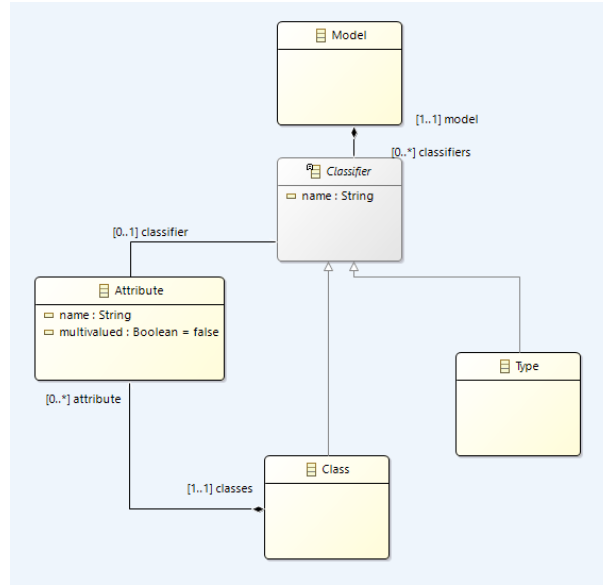 Model
[1..1] model
[0..*] classifiers
Classifier
name : String
[0..1] classifier
Attribute
name : String
multivalued : Boolean = false
Type
[0..*] attribute
Class
[1..1] classes